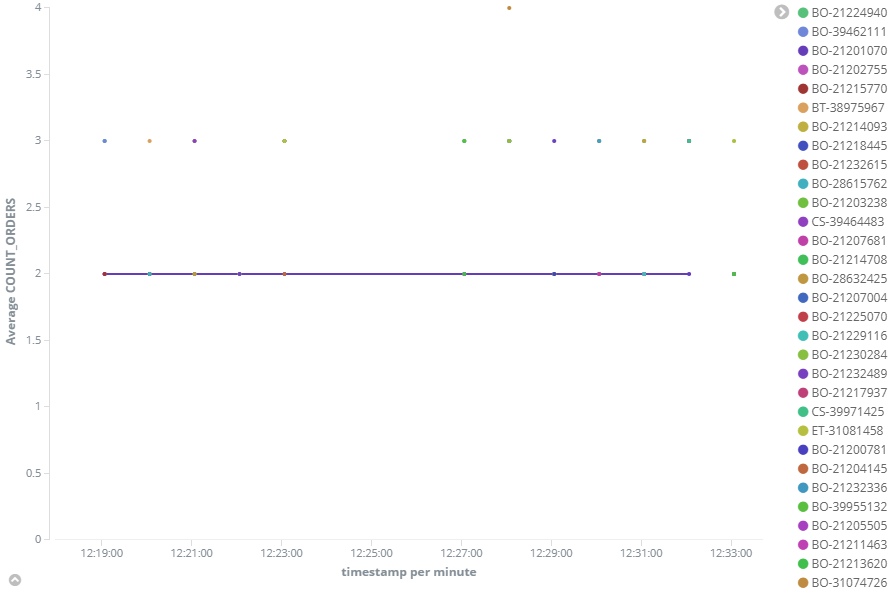 4
3.5
3
2.5
2
1.5
1
0.5
0
Average COUNT_ORDERS
12:19:00
12:21:00
12:23:00
12:25:00
12:27:00
12:29:00
12:31:00
12:33:00
timestamp per minute
BO-21224940
BO-39462111
BO-21201070
BO-21202755
BO-21215770
BT-38975967
BO-21214093
BO-21218445
BO-21232615
BO-28615762
BO-21203238
CS-39464483
BO-21207681
BO-21214708
BO-28632425
BO-21207004
BO-21225070
BO-21229116
BO-21230284
BO-21232489
BO-21217937
CS-39971425
ET-31081458
BO-21200781
BO-21204145
BO-21232336
BO-39955132
BO-21205505
BO-21211463
BO-21213620
BO-31074726